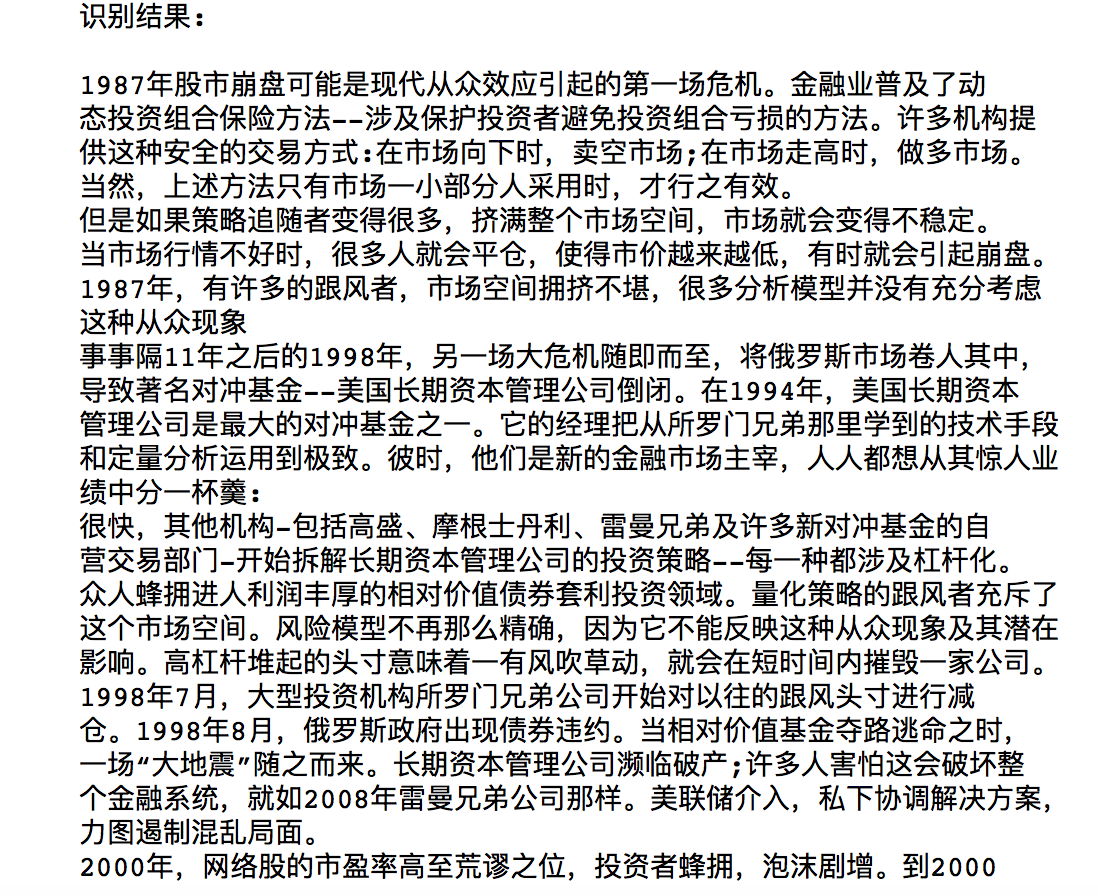 识别结果：
1987年股市崩盘可能是现代从众效应引起的第一场危机。金融业普及了动
态投资组合保险方法--涉及保护投资者避免投资组合亏损的方法。许多机构提
供这种安全的交易方式:在市场向下时，卖空市场;在市场走高时，做多市场。
当然，上述方法只有市场一小部分人采用时，才行之有效。
但是如果策略追随者变得很多，挤满整个市场空间，市场就会变得不稳定。
当市场行情不好时，很多人就会平仓，使得市价越来越低，有时就会引起崩盘。
1987年，有许多的跟风者，市场空间拥挤不堪，很多分析模型并没有充分考虑
这种从众现象
事事隔11年之后的1998年，另一场大危机随即而至，将俄罗斯市场卷人其中，
导致著名对冲基金--美国长期资本管理公司倒闭。在1994年，美国长期资本
管理公司是最大的对冲基金之一。它的经理把从所罗门兄弟那里学到的技术手段
和定量分析运用到极致。彼时，他们是新的金融市场主宰，人人都想从其惊人业
绩中分一杯羹：
很快，其他机构-包括高盛、摩根士丹利、雷曼兄弟及许多新对冲基金的自
营交易部门-开始拆解长期资本管理公司的投资策略--每一种都涉及杠杆化。
众人蜂拥进人利润丰厚的相对价值债券套利投资领域。量化策略的跟风者充斥了
这个市场空间。风险模型不再那么精确，因为它不能反映这种从众现象及其潜在
影响。高杠杆堆起的头寸意味着一有风吹草动，就会在短时间内摧毁一家公司。
1998年7月，大型投资机构所罗门兄弟公司开始对以往的跟风头寸进行减
仓。1998年8月，俄罗斯政府出现债券违约。当相对价值基金夺路逃命之时，
一场“大地震”随之而来。长期资本管理公司濒临破产;许多人害怕这会破坏整
个金融系统，就如2008年雷曼兄弟公司那样。美联储介入，私下协调解决方案，
力图遏制混乱局面。
2000年，网络股的市盈率高至荒谬之位，投资者蜂拥，泡沫剧增。到2000